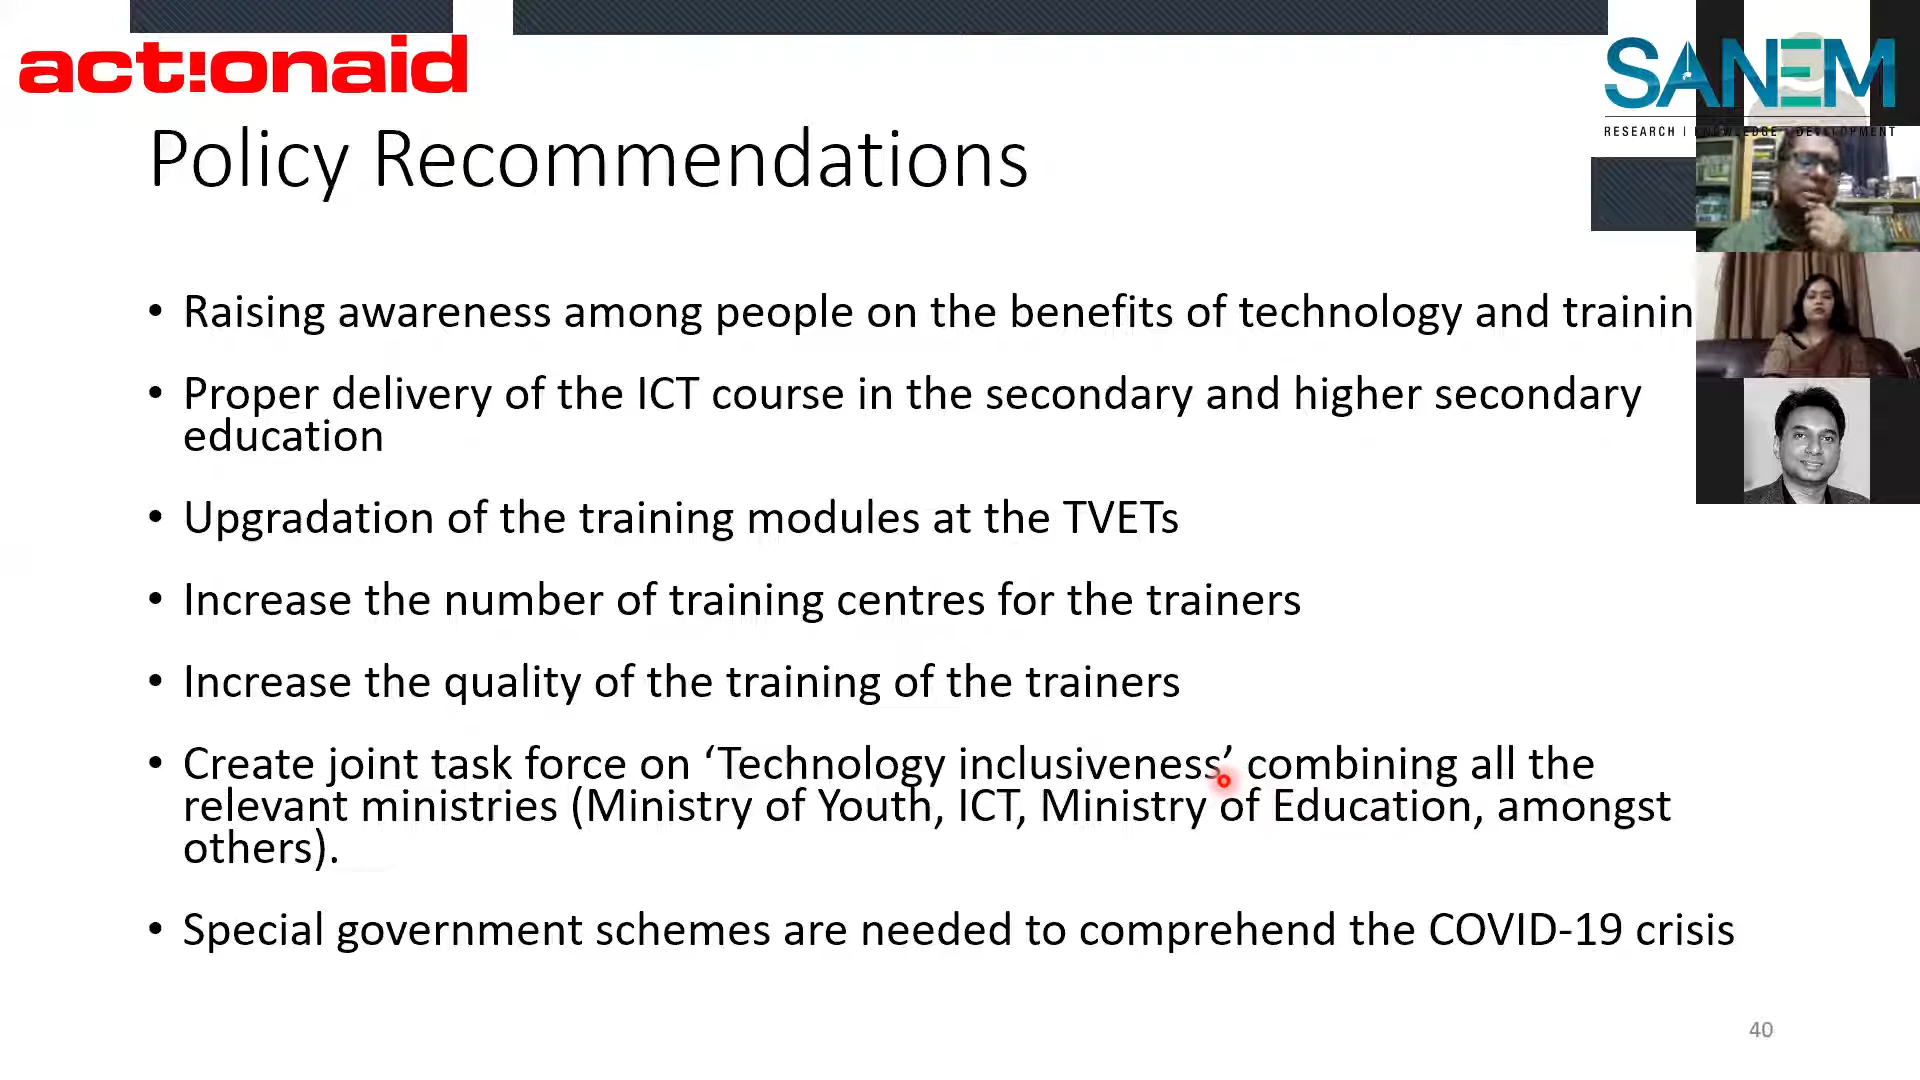 act!onaid
SANEM
RESEARCH | KNOWLEDGE • DEVELOPMENT
Policy Recommendations
• Raising awareness among people on the benefits of technology and trainin
• Proper delivery of the ICT course in the secondary and higher secondary
education
• Upgradation of the training modules at the TVETs
• Increase the number of training centres for the trainers
• Increase the quality of the training of the trainers
• Create joint task force on ‘Technology inclusiveness’ combining all the
relevant ministries (Ministry of Youth, ICT, Ministry of Education, amongst
others).
• Special government schemes are needed to comprehend the COVID-19 crisis
40